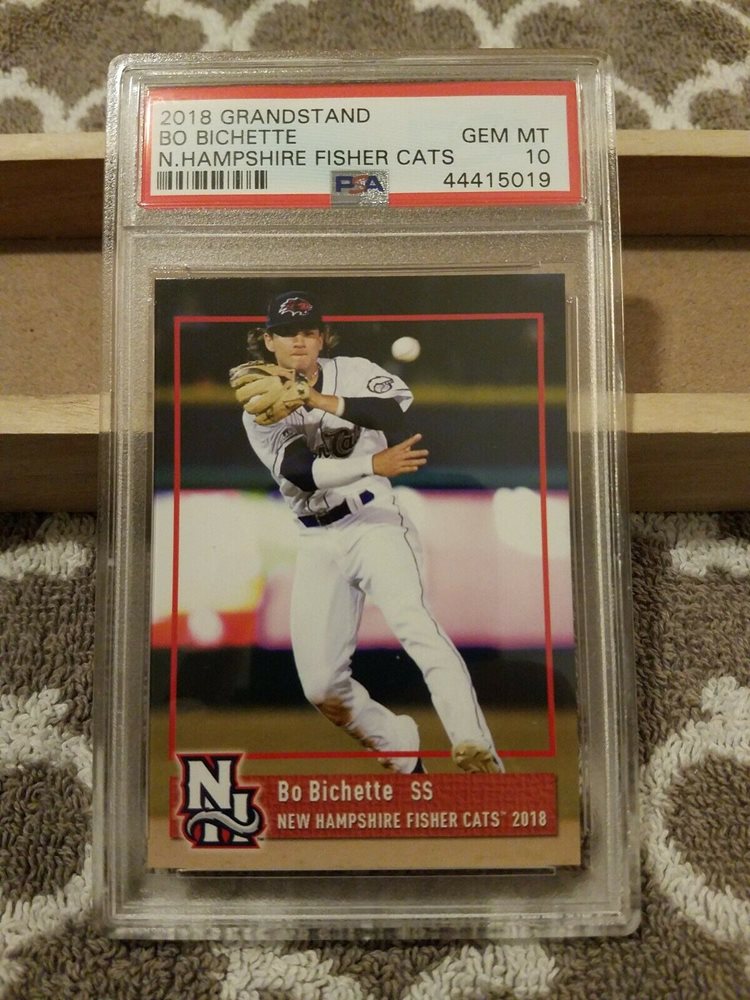 2018 GRANDSTAND
BO BICHETTE GEM MT
N.HAMPSHIRE FISHER CATS 10
PSA 44415019
NH
Bo Bichette SS
NEW HAMPSHIRE FISHER CATS™ 2018